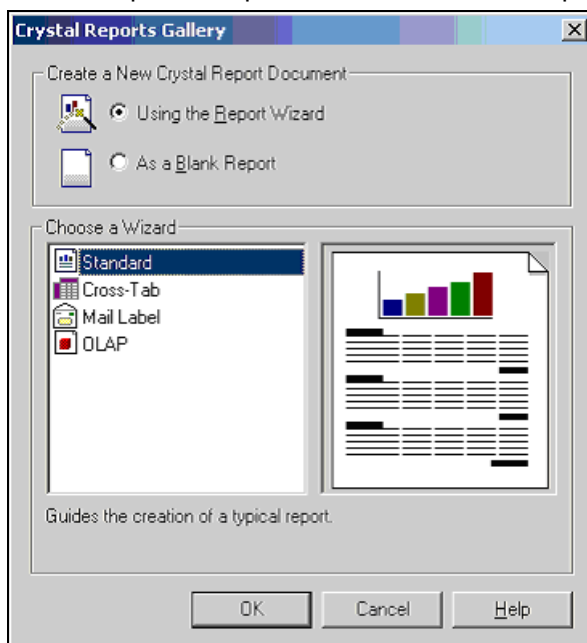 Crystal Reports Gallery
Create a New Crystal Report Document
Using the Report Wizard
As a Blank Report
Choose a Wizard
Standard
Cross-Tab
Mail Label
OLAP
Guides the creation of a typical report.
OK
Cancel
Help